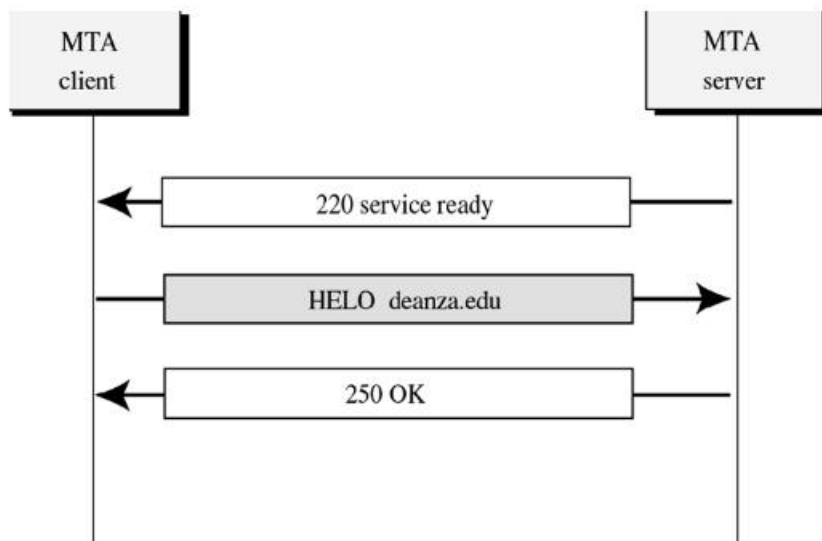 MTA
client
MTA
server
220 service ready
HELO deanza.edu
250 OK